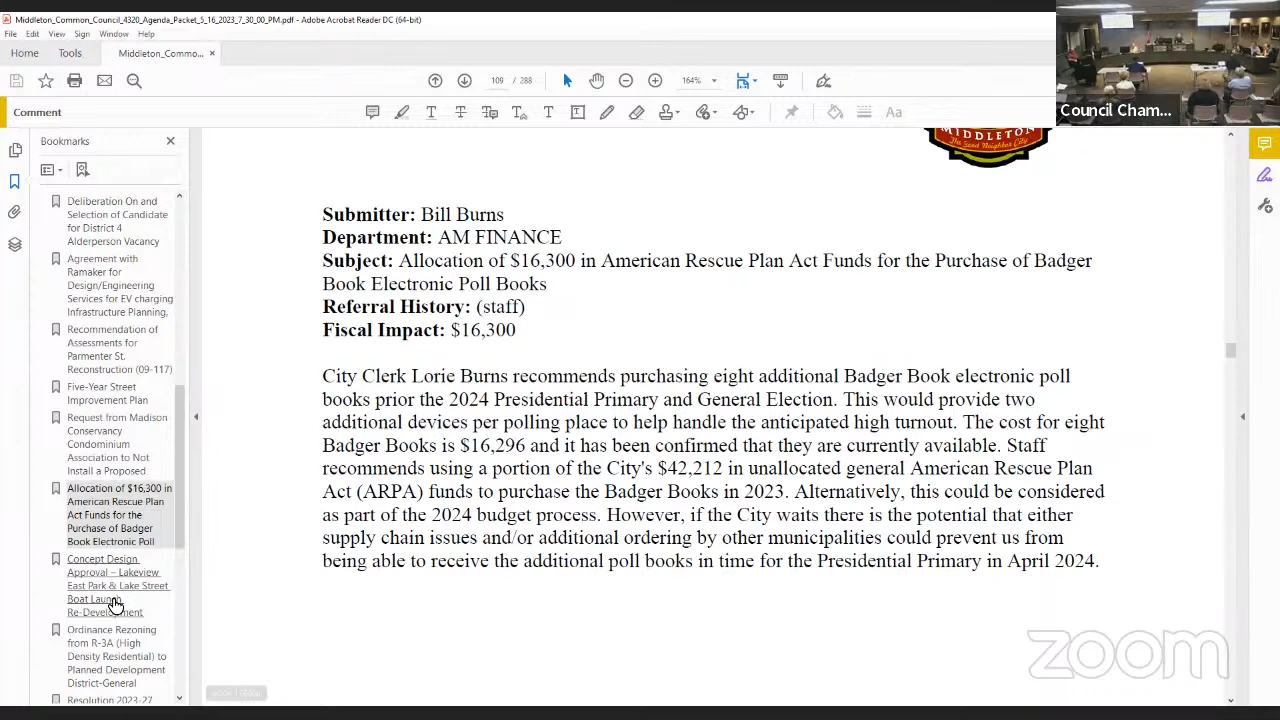 Middleton_Common_Council_4320_Agenda_Packet_5_16_2023_7_30_00_PM.pdf - Adobe Acrobat Reader DC (64-bit)
File Edit View Sign Window Help
Home Tools Middleton_Commo... ×
109 / 288 164%
Comment
Aa
Council Cham...
Bookmarks
Deliberation On and
Selection of Candidate
for District 4
Alderperson Vacancy
Agreement with
Ramaker for
Design/Engineering
Services for EV charging
Infrastructure Planning,
Recommendation of
Assessments for
Parmenter St.
Reconstruction (09-117)
Five-Year Street
Improvement Plan
Request from Madison
Conservancy
Condominium
Association to Not
Install a Proposed
Allocation of $16,300 in
American Rescue Plan
Act Funds for the
Purchase of Badger
Book Electronic Poll
Concept Design
Approval – Lakeview
East Park & Lake Street
Boat Launch
Re-Development
Ordinance Rezoning
from R-3A (High
Density Residential) to
Planned Development
District-General
Resolution 2023-27
MIDDLETON
The Good Neighbor City
Submitter: Bill Burns
Department: AM FINANCE
Subject: Allocation of $16,300 in American Rescue Plan Act Funds for the Purchase of Badger
Book Electronic Poll Books
Referral History: (staff)
Fiscal Impact: $16,300
City Clerk Lorie Burns recommends purchasing eight additional Badger Book electronic poll
books prior the 2024 Presidential Primary and General Election. This would provide two
additional devices per polling place to help handle the anticipated high turnout. The cost for eight
Badger Books is $16,296 and it has been confirmed that they are currently available. Staff
recommends using a portion of the City's $42,212 in unallocated general American Rescue Plan
Act (ARPA) funds to purchase the Badger Books in 2023. Alternatively, this could be considered
as part of the 2024 budget process. However, if the City waits there is the potential that either
supply chain issues and/or additional ordering by other municipalities could prevent us from
being able to receive the additional poll books in time for the Presidential Primary in April 2024.
zoom